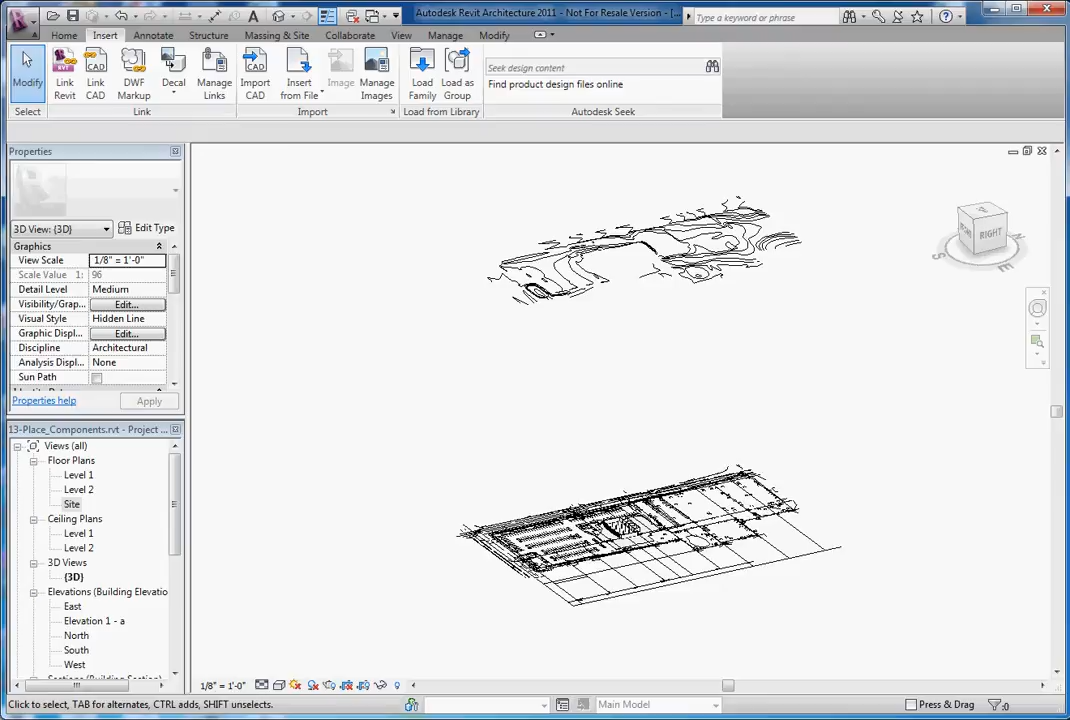 Autodesk Revit Architecture 2011 - Not For Resale Version - [...
Type a keyword or phrase
Home Insert Annotate Structure Massing & Site Collaborate View Manage Modify
Modify
Link Revit
Link CAD
DWF Markup
Decal
Manage Links
Import CAD
Insert from File
Image
Manage Images
Load Family
Load as Group
Seek design content
Find product design files online
Select Link Import Load from Library Autodesk Seek
Properties
3D View: {3D} Edit Type
Graphics
View Scale 1/8" = 1'-0"
Scale Value 1: 96
Detail Level Medium
Visibility/Grap... Edit...
Visual Style Hidden Line
Graphic Displ... Edit...
Discipline Architectural
Analysis Displ... None
Sun Path
Properties help Apply
13-Place_Components.rvt - Project ...
Views (all)
Floor Plans
Level 1
Level 2
Site
Ceiling Plans
Level 1
Level 2
3D Views
{3D}
Elevations (Building Elevatio
East
Elevation 1 - a
North
South
West
RIGHT
S
E
1/8" = 1'-0"
Click to select, TAB for alternates, CTRL adds, SHIFT unselects.
Main Model
Press & Drag
:0